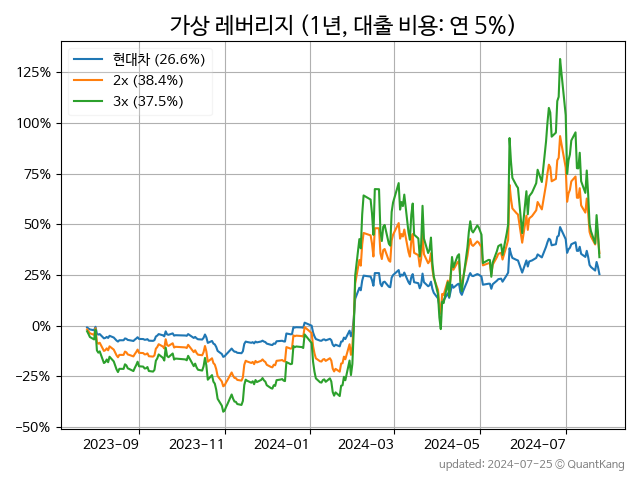 가상 레버리지 (1년, 대출 비용: 연 5%)
현대차 (26.6%)
2x (38.4%)
3x (37.5%)
125%
100%
75%
50%
25%
0%
−25%
−50%
2023-09 2023-11 2024-01 2024-03 2024-05 2024-07
updated: 2024-07-25 © QuantKang